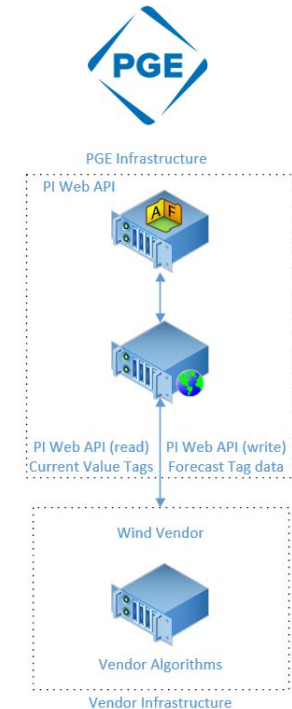 PGE
PGE Infrastructure
PI Web API
AF
PI Web API (read)
Current Value Tags
PI Web API (write)
Forecast Tag data
Wind Vendor
Vendor Algorithms
Vendor Infrastructure